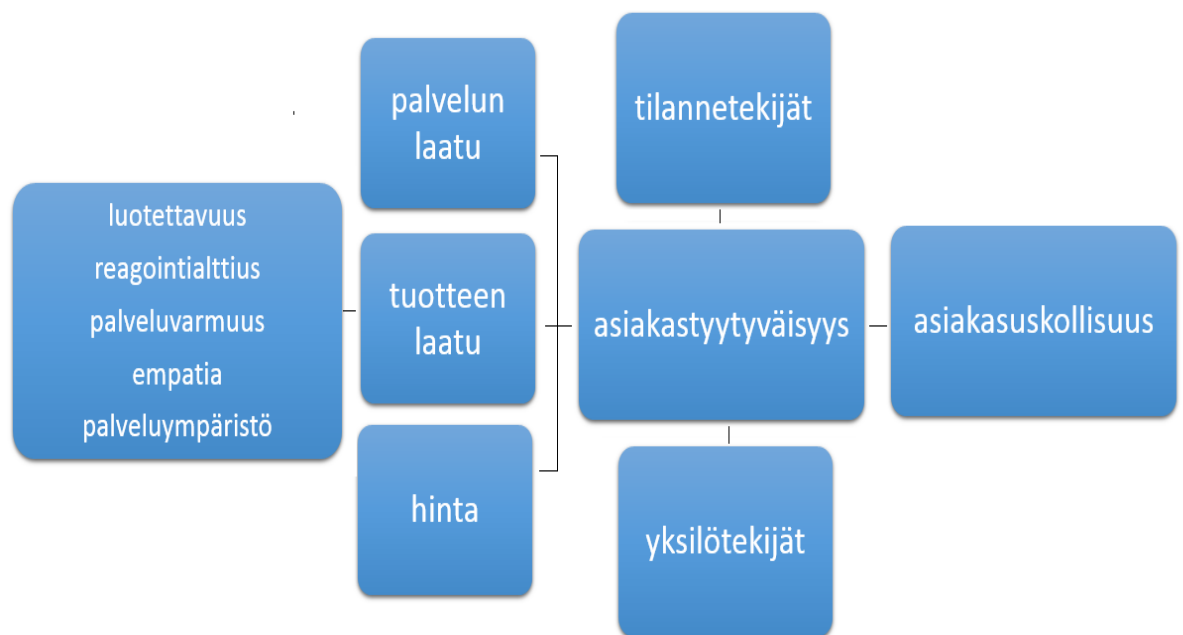 luotettavuus
reagointialttius
palveluvarmuus
empatia
palveluympäristö
palvelun
laatu
tuotteen
laatu
hinta
tilannetekijät
asiakastyytyväisyys
yksilötekijät
asiakasuskollisuus